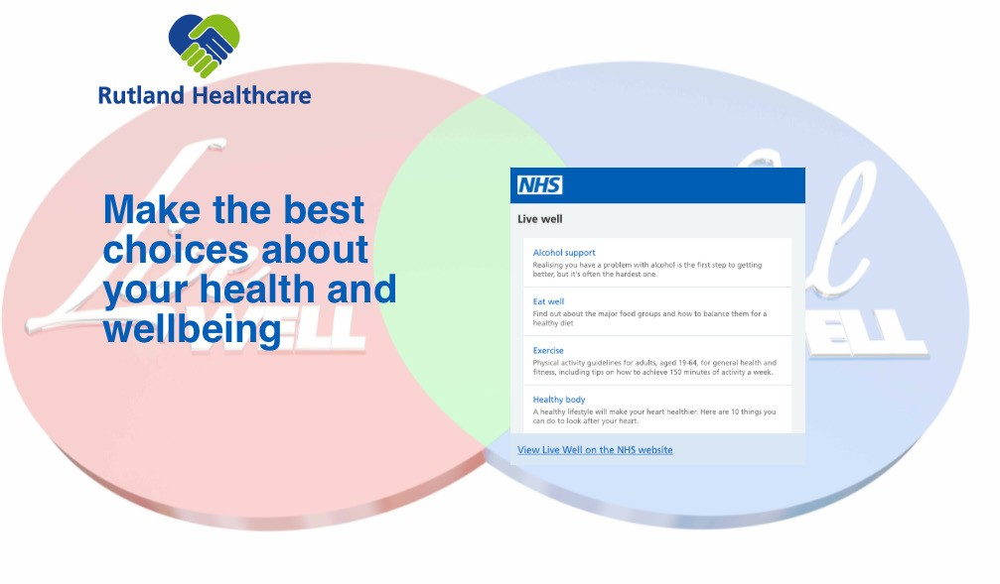 Rutland Healthcare
Live
WELL
Make the best
choices about
your health and
wellbeing
NHS
Live well
Alcohol support
Realising you have a problem with alcohol is the first step to getting
better, but it's often the hardest one.
Eat well
Find out about the major food groups and how to balance them for a
healthy diet
Exercise
Physical activity guidelines for adults, aged 19-64, for general health and
fitness, including tips on how to achieve 150 minutes of activity a week.
Healthy body
A healthy lifestyle will make your heart healthier. Here are 10 things you
can do to look after your heart.
View Live Well on the NHS website